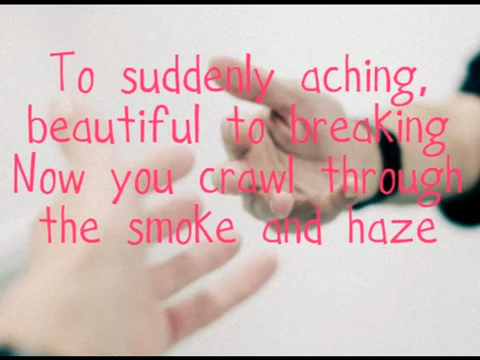 To suddenly aching,
beautiful to breaking
Now you crawl through
the smoke and haze